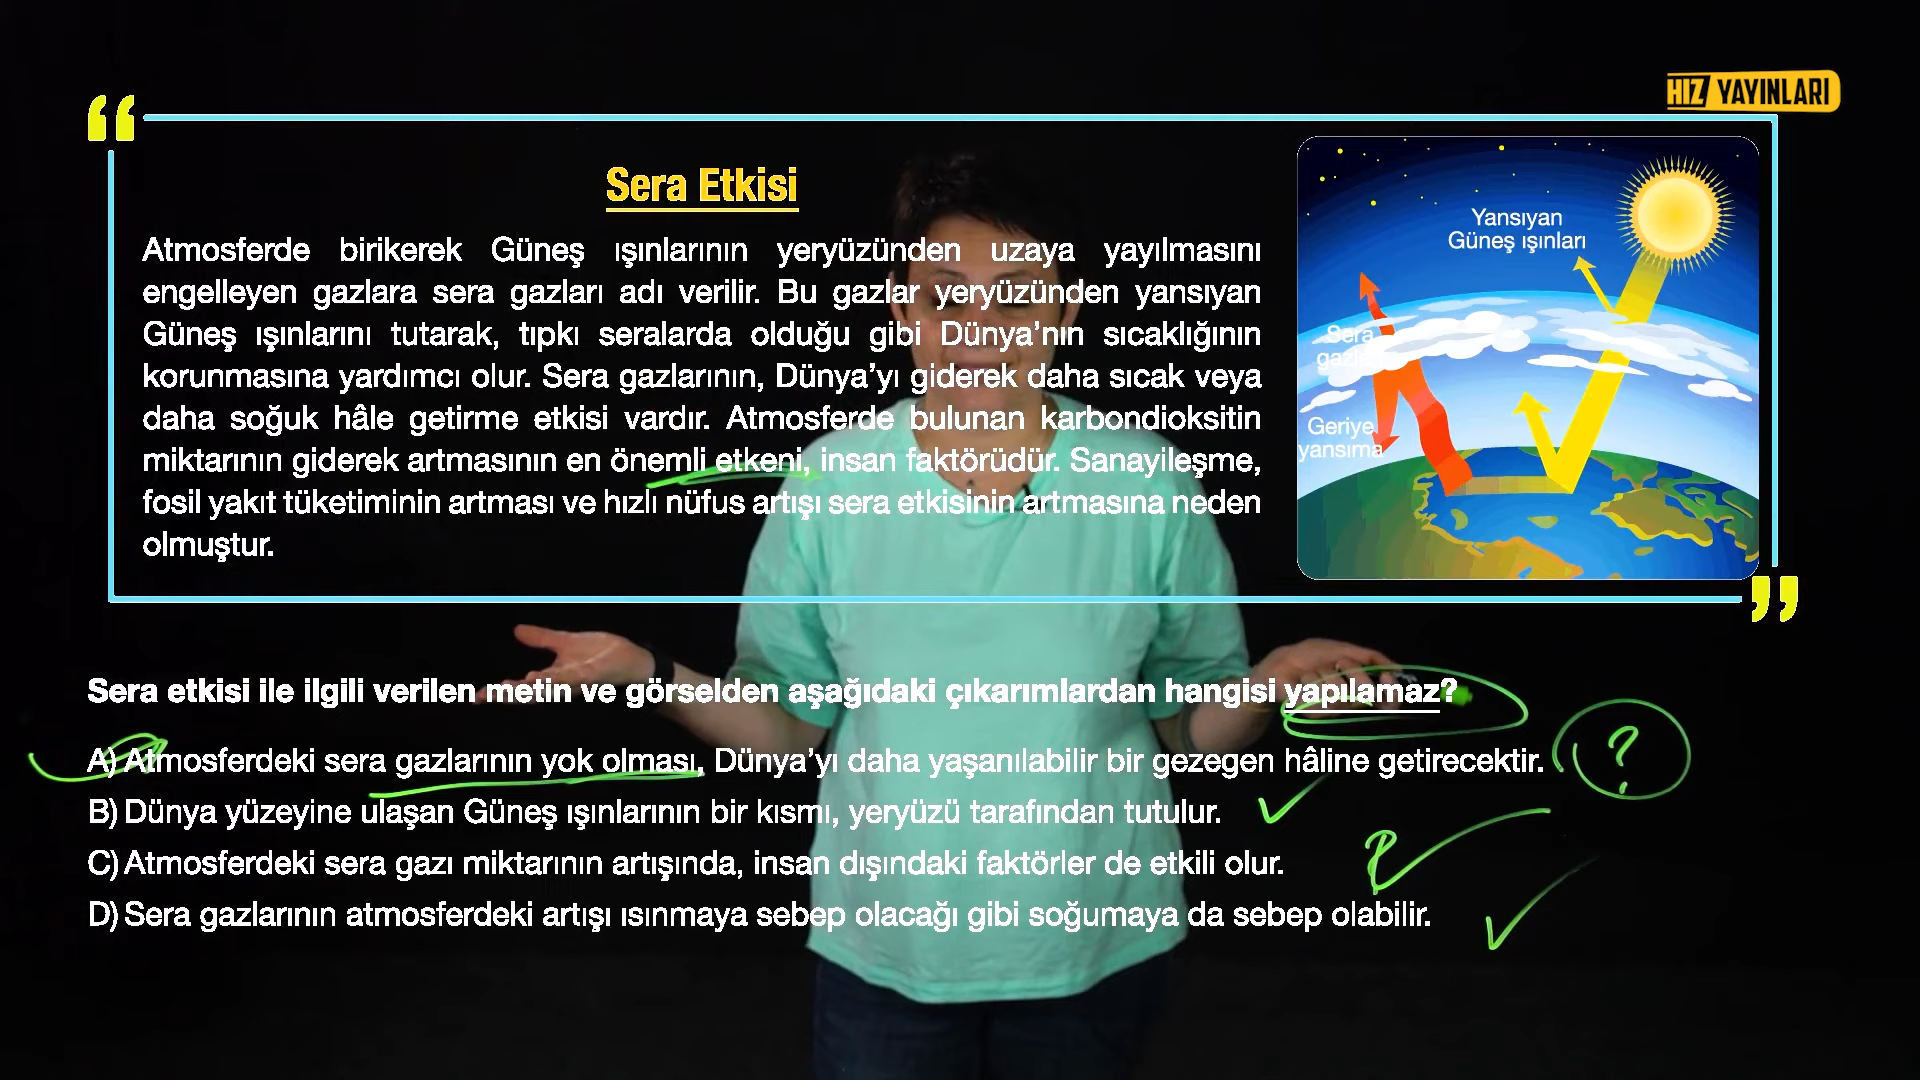 HIZ YAYINLARI
Sera Etkisi
Atmosferde birikerek Güneş ışınlarının yeryüzünden uzaya yayılmasını
engelleyen gazlara sera gazları adı verilir. Bu gazlar yeryüzünden yansıyan
Güneş ışınlarını tutarak, tıpkı seralarda olduğu gibi Dünya’nın sıcaklığının
korunmasına yardımcı olur. Sera gazlarının, Dünya’yı giderek daha sıcak veya
daha soğuk hâle getirme etkisi vardır. Atmosferde bulunan karbondioksitin
miktarının giderek artmasının en önemli etkeni, insan faktörüdür. Sanayileşme,
fosil yakıt tüketiminin artması ve hızlı nüfus artışı sera etkisinin artmasına neden
olmuştur.
Yansıyan
Güneş ışınları
Sera
Geriye
yansıma
Sera etkisi ile ilgili verilen metin ve görselden aşağıdaki çıkarımlardan hangisi yapılamaz?
A) Atmosferdeki sera gazlarının yok olması, Dünya’yı daha yaşanılabilir bir gezegen hâline getirecektir. ?
B) Dünya yüzeyine ulaşan Güneş ışınlarının bir kısmı, yeryüzü tarafından tutulur.
C) Atmosferdeki sera gazı miktarının artışında, insan dışındaki faktörler de etkili olur.
D) Sera gazlarının atmosferdeki artışı ısınmaya sebep olacağı gibi soğumaya da sebep olabilir.